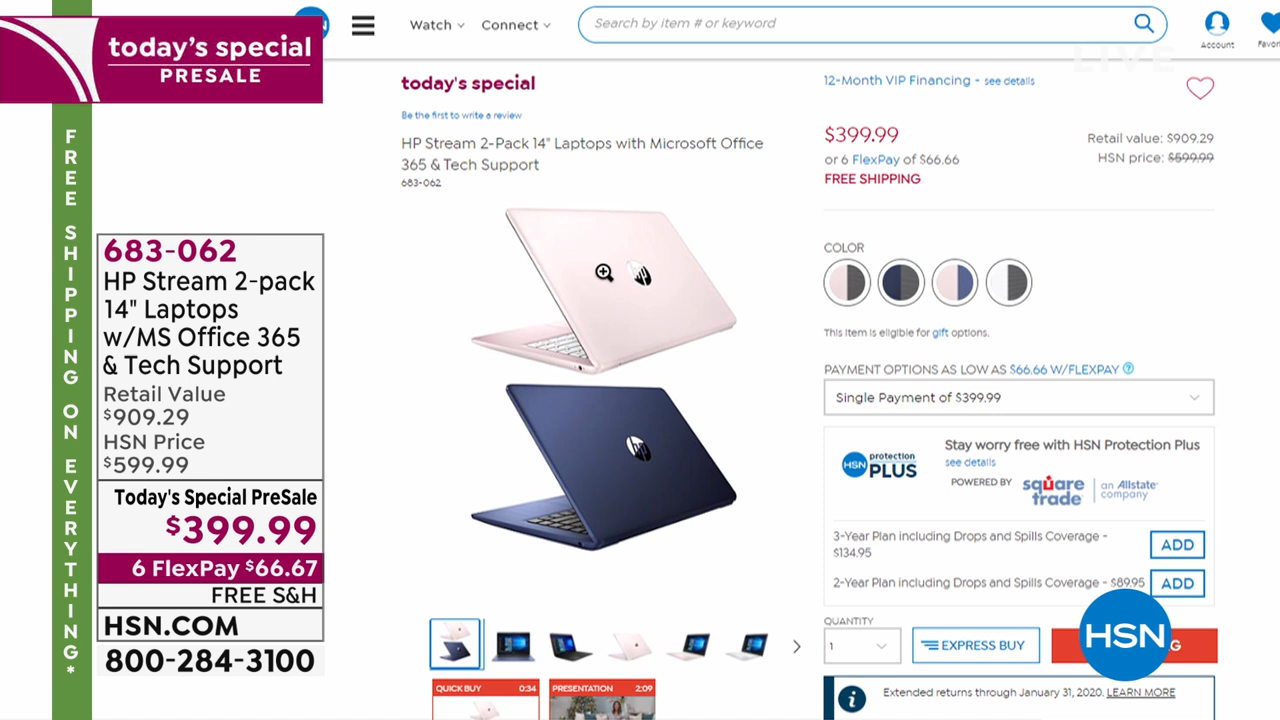 today's special
PRESALE
FREE SHIPPING ON EVERYTHING*
683-062
HP Stream 2-pack
14" Laptops
w/MS Office 365
& Tech Support
Retail Value
$909.29
HSN Price
$599.99
Today's Special PreSale
$399.99
6 FlexPay $66.67
FREE S&H
HSN.COM
800-284-3100
Watch
Connect
Search by item # or keyword
Account
LIVE
today's special
Be the first to write a review
HP Stream 2-Pack 14" Laptops with Microsoft Office
365 & Tech Support
683-062
hp
hp
QUICK BUY 0:34
PRESENTATION 2:09
12-Month VIP Financing - see details
$399.99
Retail value: $909.29
or 6 FlexPay of $66.66
HSN price: $599.99
FREE SHIPPING
COLOR
This item is eligible for gift options.
PAYMENT OPTIONS AS LOW AS $66.66 W/FLEXPAY ?
Single Payment of $399.99
HSN protection PLUS
Stay worry free with HSN Protection Plus
see details
POWERED BY square trade | an Allstate company
3-Year Plan including Drops and Spills Coverage -
$134.95
ADD
2-Year Plan including Drops and Spills Coverage - $89.95
ADD
QUANTITY
1
EXPRESS BUY
HSN
i
Extended returns through January 31, 2020. LEARN MORE